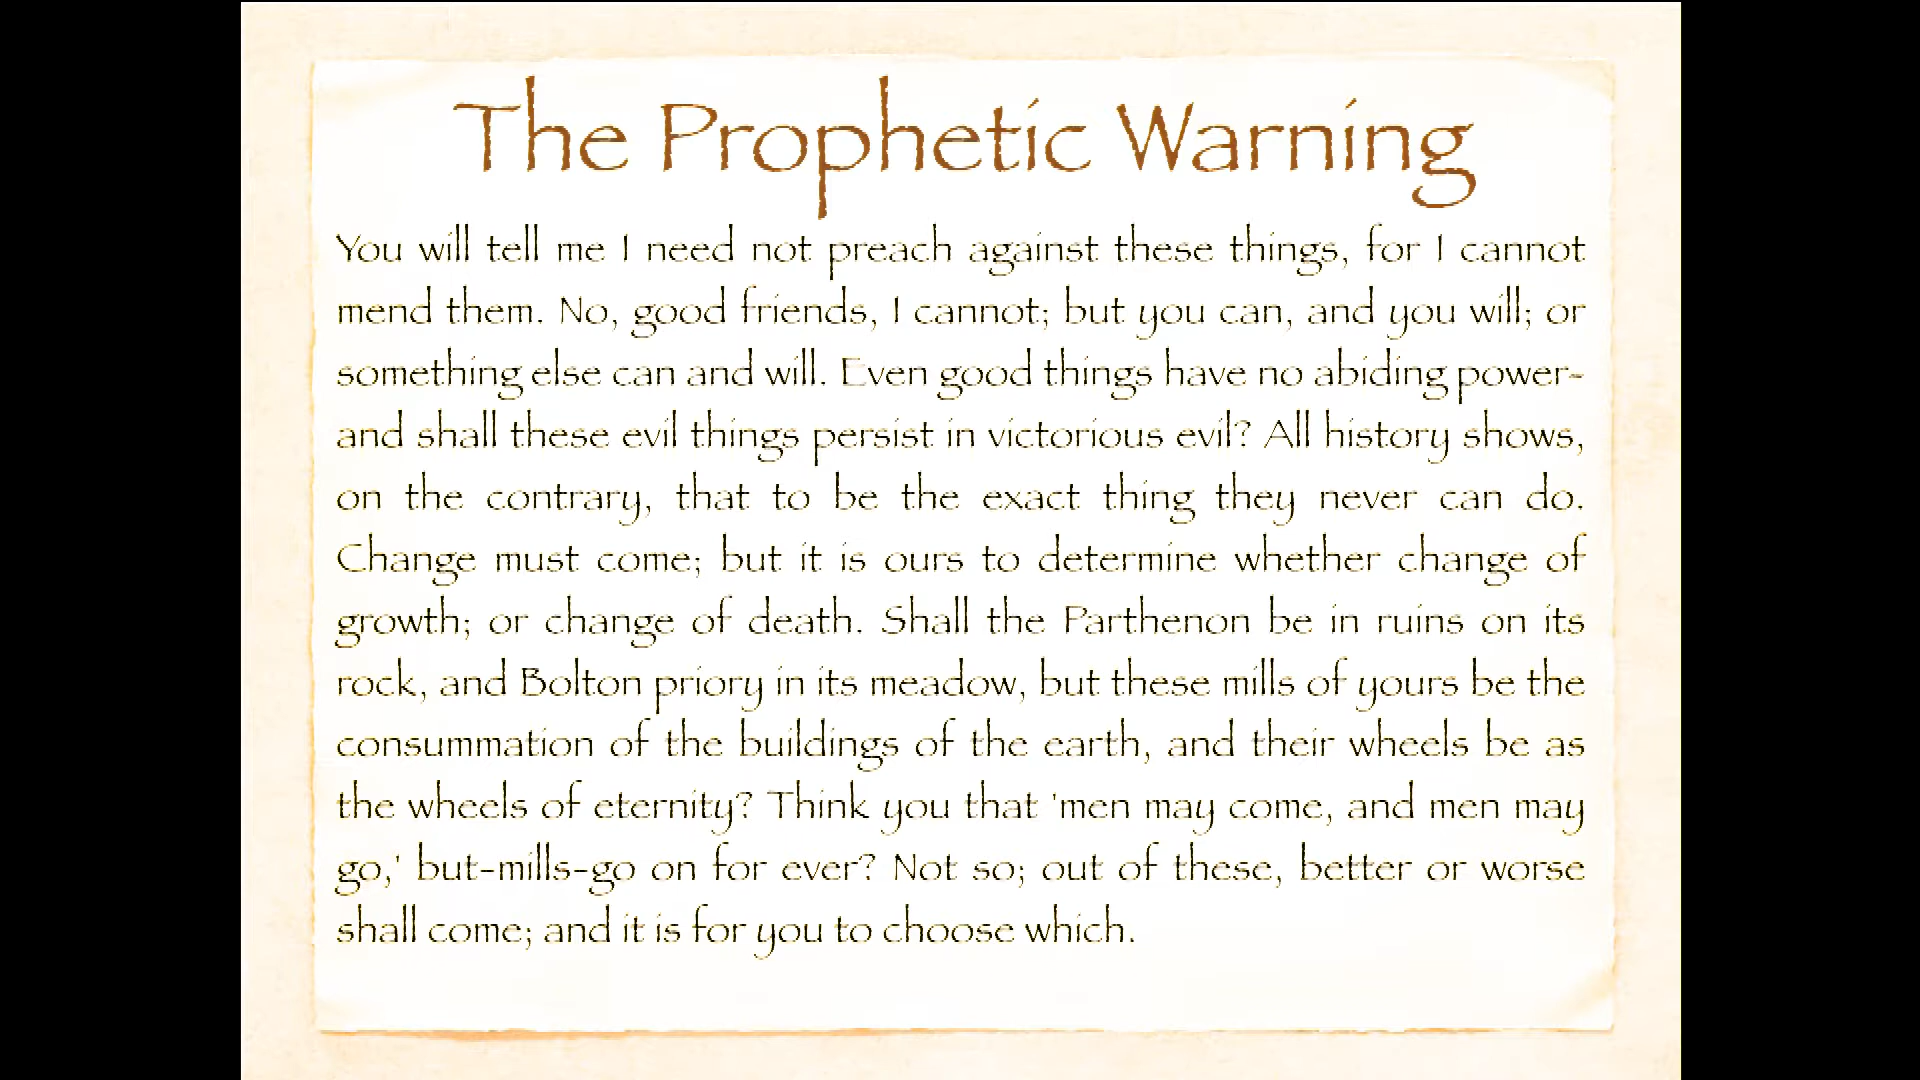 The Prophetic Warning
You will tell me I need not preach against these things, for I cannot
mend them. No, good friends, I cannot; but you can, and you will; or
something else can and will. Even good things have no abiding power-
and shall these evil things persist in victorious evil? All history shows,
on the contrary, that to be the exact thing they never can do.
Change must come; but it is ours to determine whether change of
growth; or change of death. Shall the Parthenon be in ruins on its
rock, and Bolton priory in its meadow, but these mills of yours be the
consummation of the buildings of the earth, and their wheels be as
the wheels of eternity? Think you that 'men may come, and men may
go,' but-mills-go on for ever? Not so; out of these, better or worse
shall come; and it is for you to choose which.